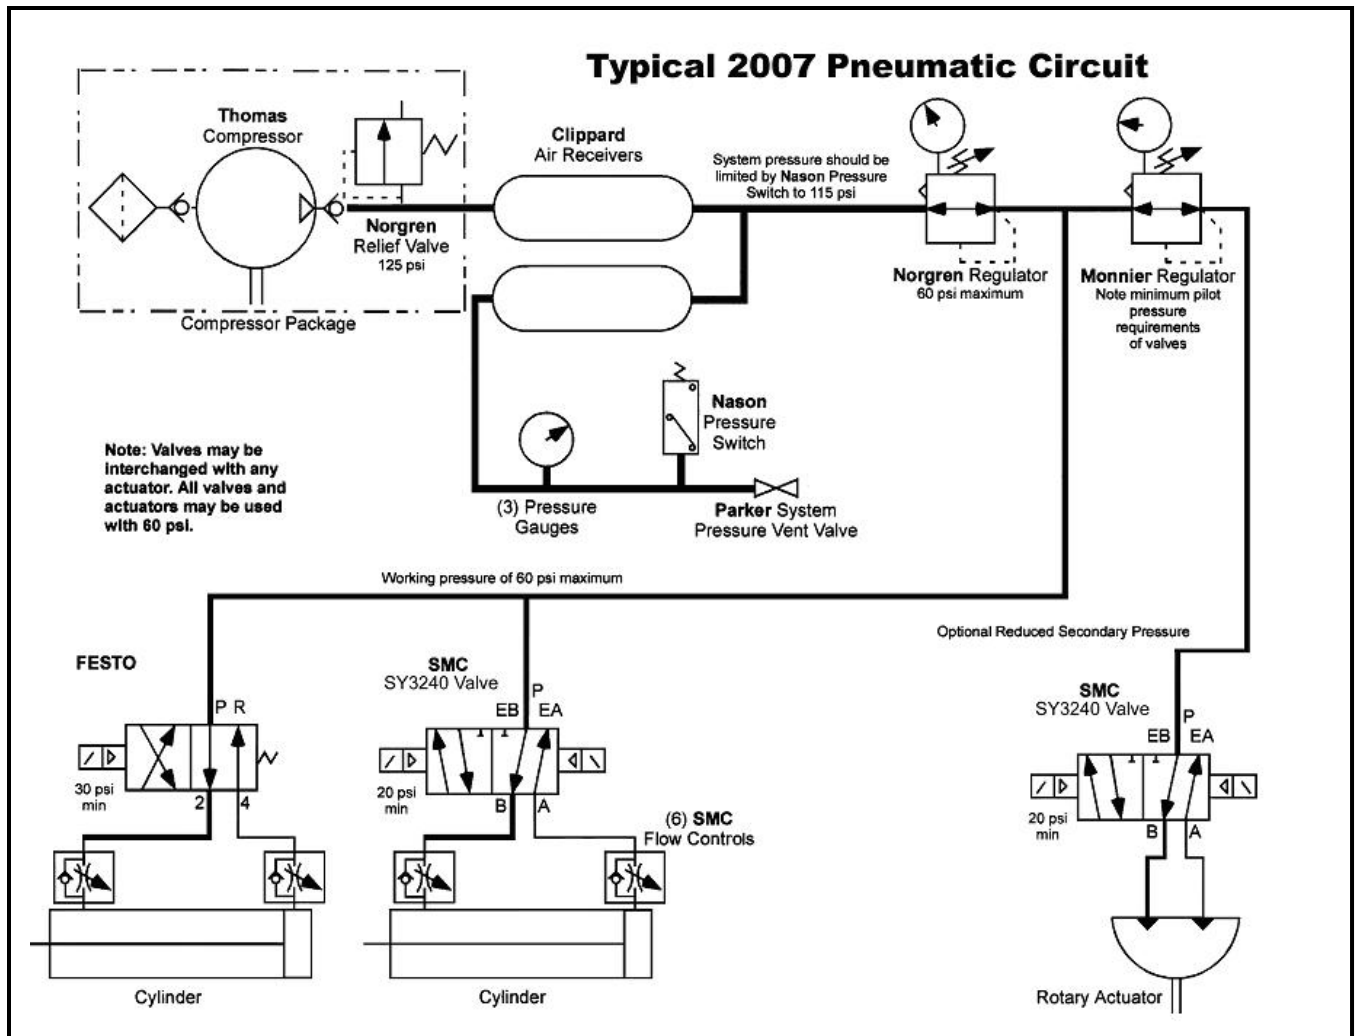 Typical 2007 Pneumatic Circuit
Thomas
Compressor
Norgren
Relief Valve
125 psi
Compressor Package
Clippard
Air Receivers
System pressure should be
limited by Nason Pressure
Switch to 115 psi
Norgren Regulator
60 psi maximum
Monnier Regulator
Note minimum pilot
pressure
requirements
of valves
Nason
Pressure
Switch
(3) Pressure
Gauges
Parker System
Pressure Vent Valve
Note: Valves may be
interchanged with any
actuator. All valves and
actuators may be used
with 60 psi.
Working pressure of 60 psi maximum
Optional Reduced Secondary Pressure
FESTO
P R
30 psi
min
2 4
Cylinder
SMC
SY3240 Valve
P
EB EA
20 psi
min
B A
(6) SMC
Flow Controls
Cylinder
SMC
SY3240 Valve
P
EB EA
20 psi
min
B A
Rotary Actuator